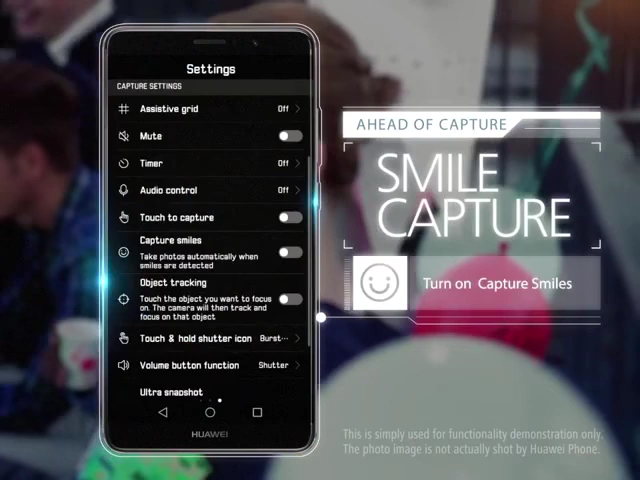 Settings
CAPTURE SETTINGS
Assistive grid Off
Mute
Timer Off
Audio control Off
Touch to capture
Capture smiles
Take photos automatically when
smiles are detected
Object tracking
Touch the object you want to focus
on. The camera will then track and
focus on that object
Touch & hold shutter icon Burst···
Volume button function Shutter
Ultra snapshot
HUAWEI
AHEAD OF CAPTURE
SMILE
CAPTURE
Turn on Capture Smiles
This is simply used for functionality demonstration only.
The photo image is not actually shot by Huawei Phone.